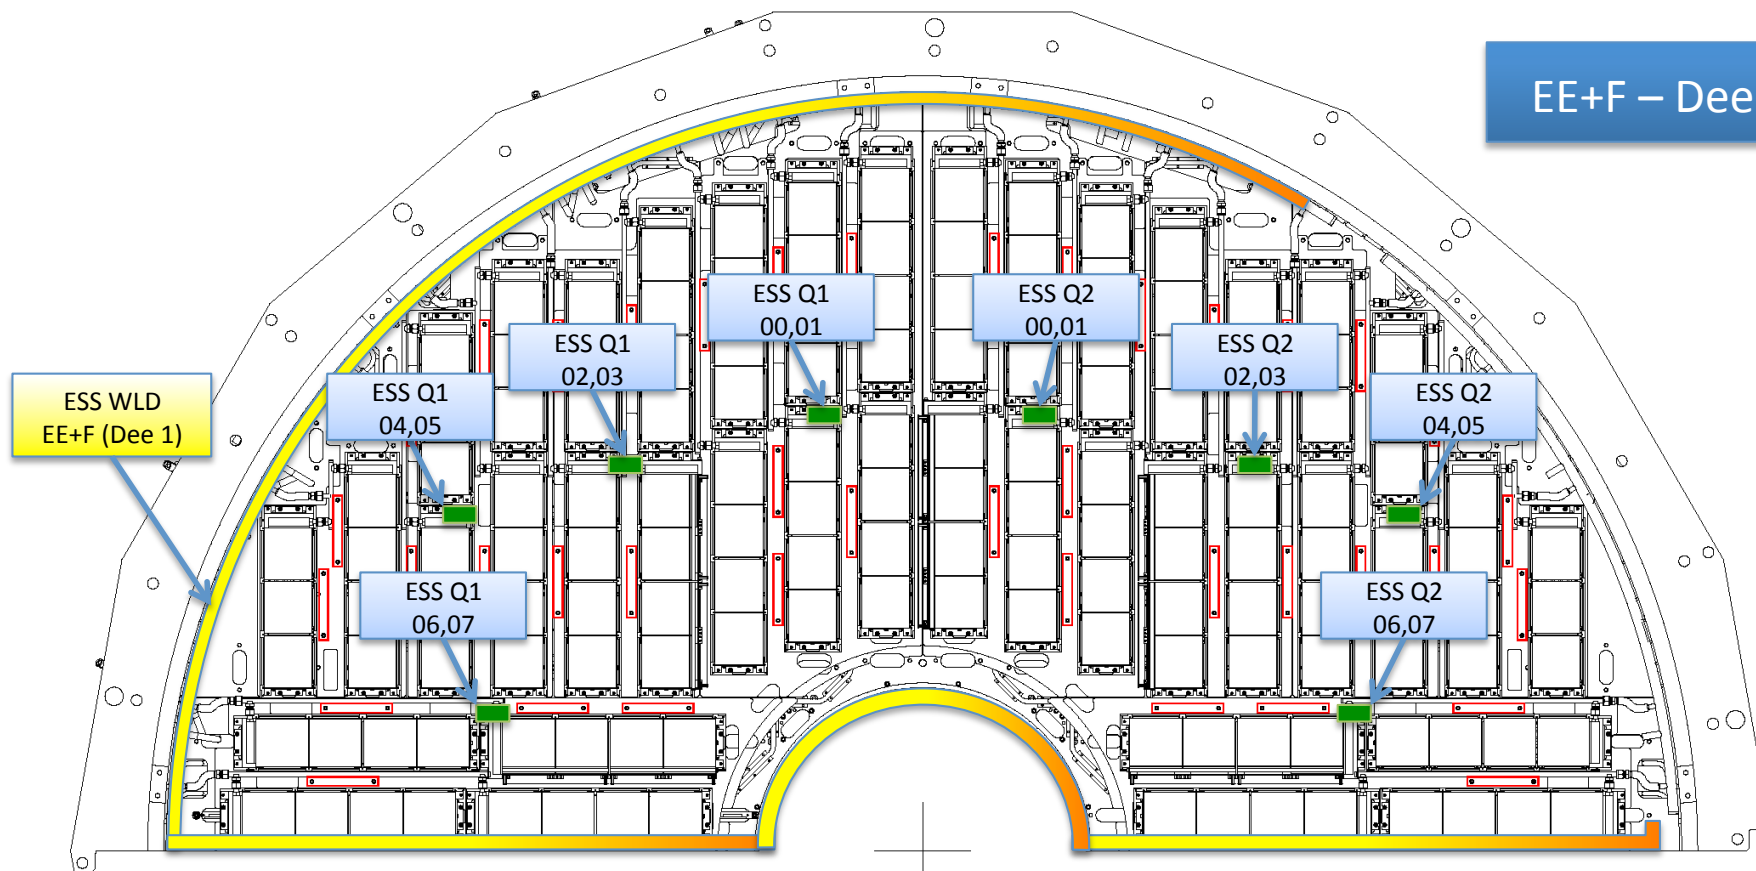 EE+F – Dee
ESS Q1
00,01
ESS Q2
00,01
ESS Q1
02,03
ESS Q2
02,03
ESS WLD
EE+F (Dee 1)
ESS Q1
04,05
ESS Q2
04,05
ESS Q1
06,07
ESS Q2
06,07